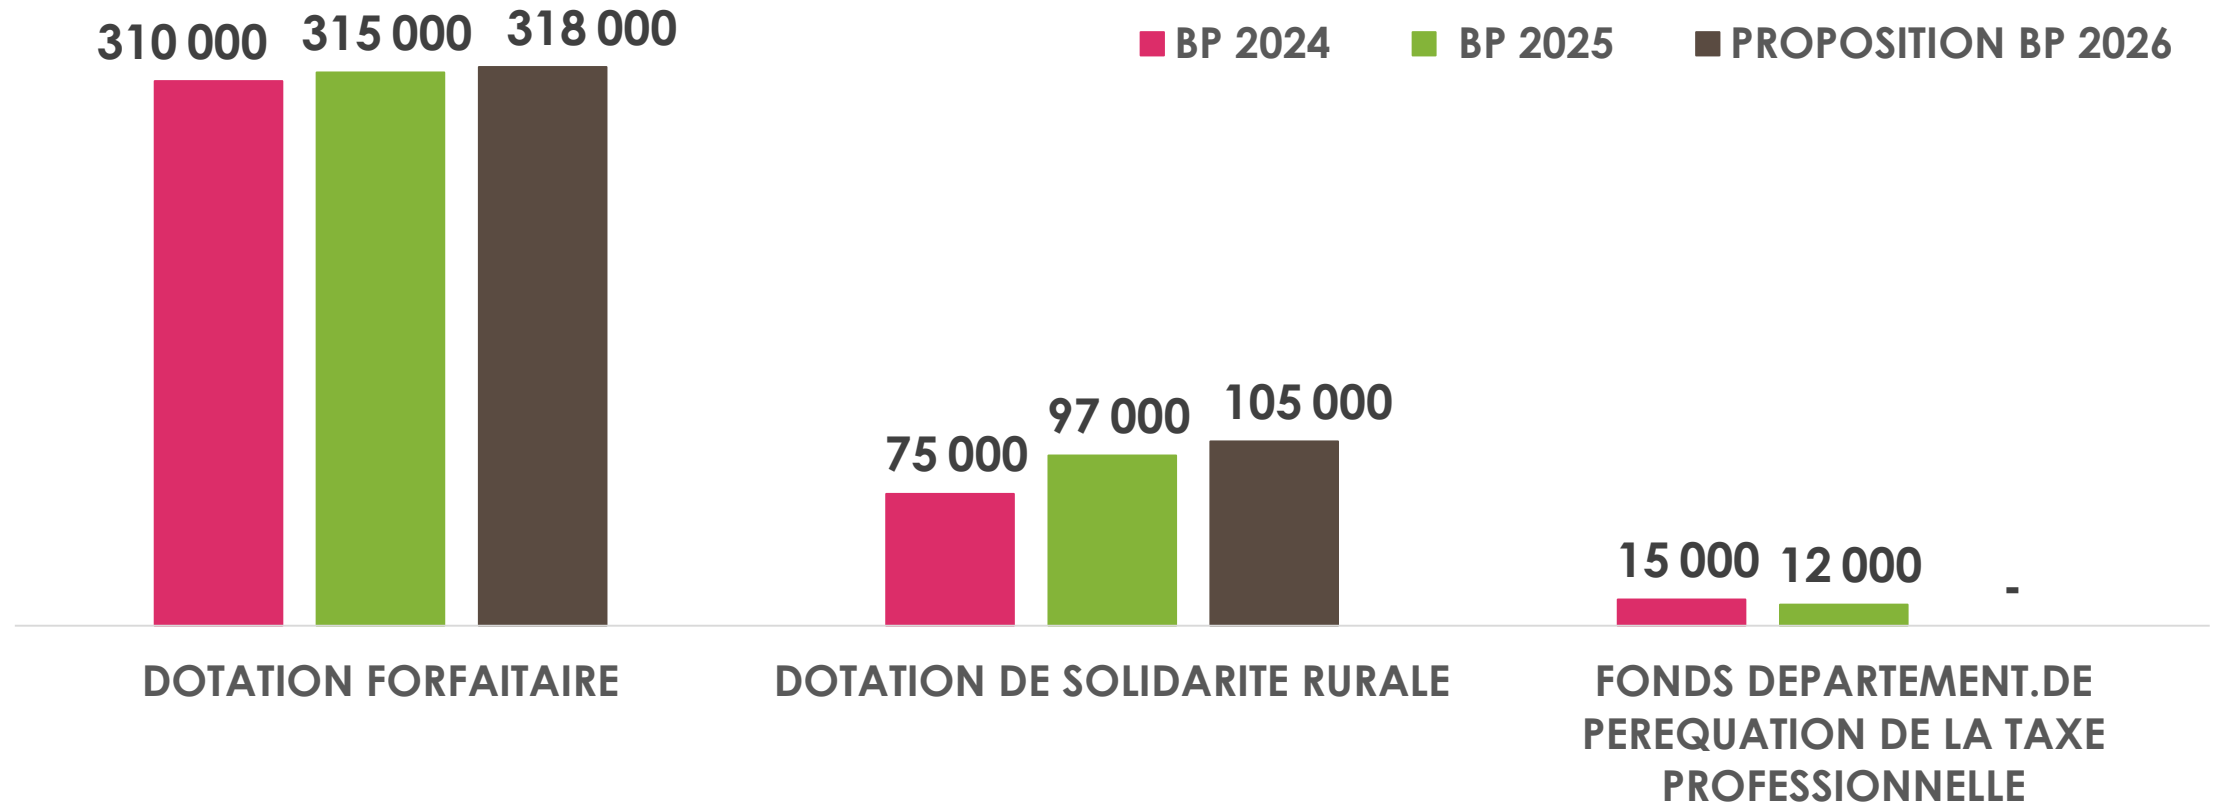 310 000 315 000 318 000
BP 2024 BP 2025 PROPOSITION BP 2026
75 000 97 000 105 000
15 000 12 000 -
DOTATION FORFAITAIRE
DOTATION DE SOLIDARITE RURALE
FONDS DEPARTEMENT.DE
PEREQUATION DE LA TAXE
PROFESSIONNELLE